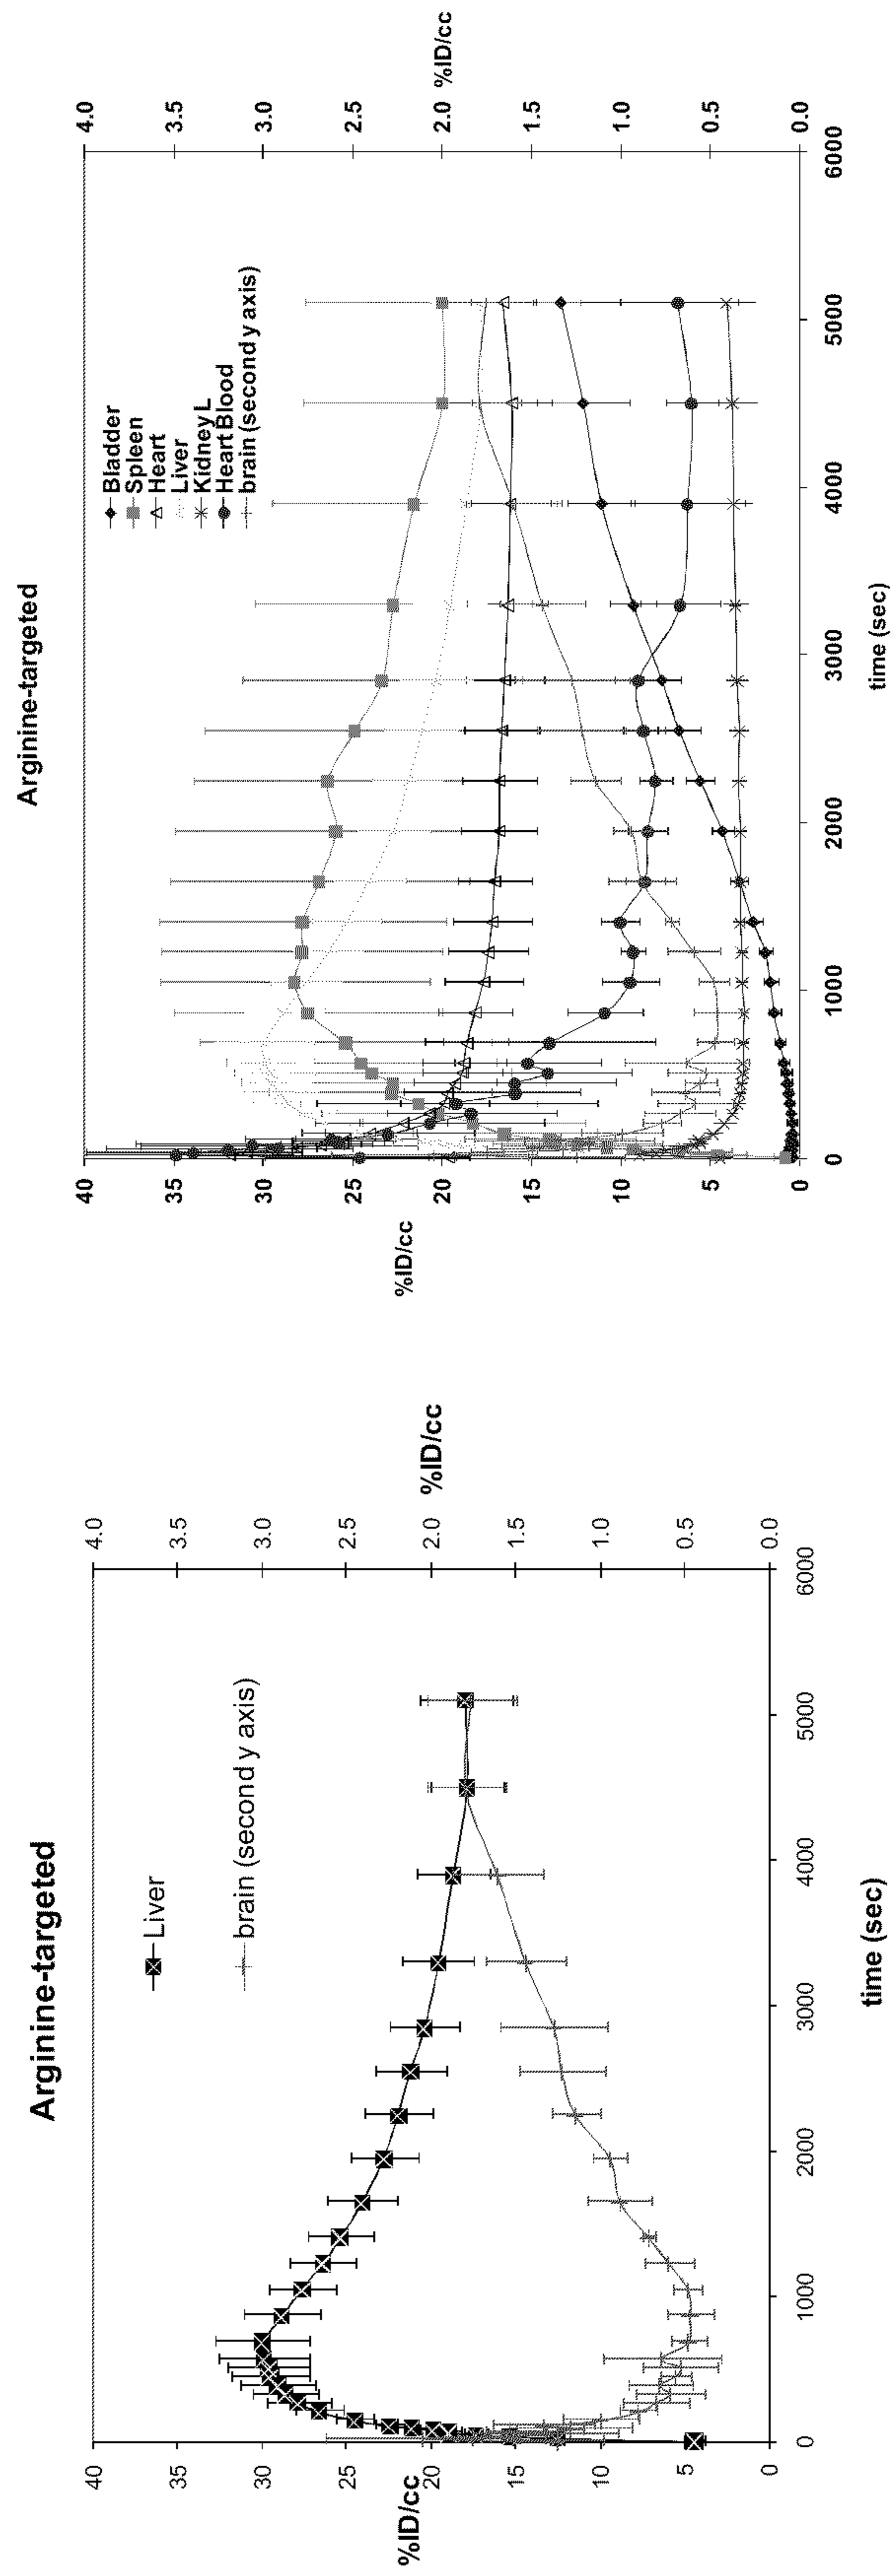 Arginine-targeted
Liver
brain (second y axis)
%ID/cc
40
35
30
25
20
15
10
5
0
%ID/cc
4.0
3.5
3.0
2.5
2.0
1.5
1.0
0.5
0.0
0
1000
2000
3000
4000
5000
6000
time (sec)
Arginine-targeted
Bladder
Spleen
Heart
Liver
Kidney L
Heart Blood
brain (second y axis)
%ID/cc
40
35
30
25
20
15
10
5
0
%ID/cc
4.0
3.5
3.0
2.5
2.0
1.5
1.0
0.5
0.0
0
1000
2000
3000
4000
5000
6000
time (sec)